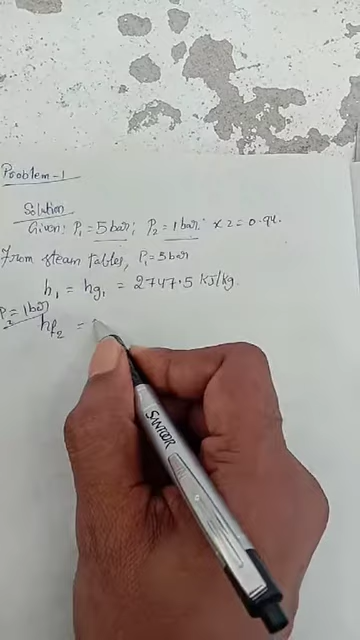 Problem-1
Solution
Given: P₁ = 5 bar; P₂ = 1 bar; x2 = 0.94.
From steam tables, P₁ = 5 bar
h₁ = hg₁ = 2747.5 KJ/kg
P₂ = 1 bar
hf₂ =
SANTOOR